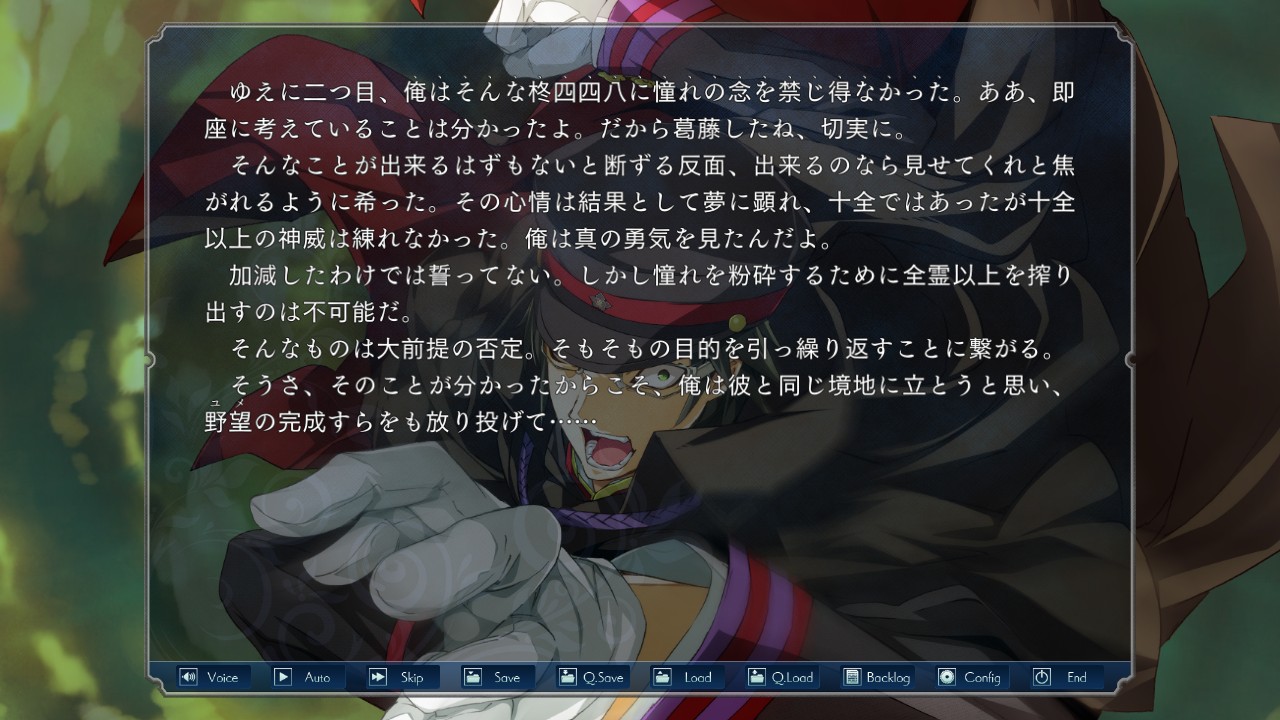 ゆえに二つ目、俺はそんな柊四四八に憧れの念を禁じ得なかった。ああ、即
座に考えていることは分かったよ。だから葛藤したね、切実に。
そんなことが出来るはずもないと断ずる反面、出来るのなら見せてくれと焦
がれるように希った。その心情は結果として夢に顕れ、十全ではあったが十全
以上の神威は練れなかった。俺は真の勇気を見たんだよ。
加減したわけでは誓ってない。しかし憧れを粉砕するために全霊以上を搾り
出すのは不可能だ。
そんなものは大前提の否定。そもそもの目的を引っ繰り返すことに繋がる。
そうさ、そのことが分かったからこそ、俺は彼と同じ境地に立とうと思い、
ユメ
野望の完成すらをも放り投げて……
Voice Auto Skip Save Q.Save Load Q.Load Backlog Config End